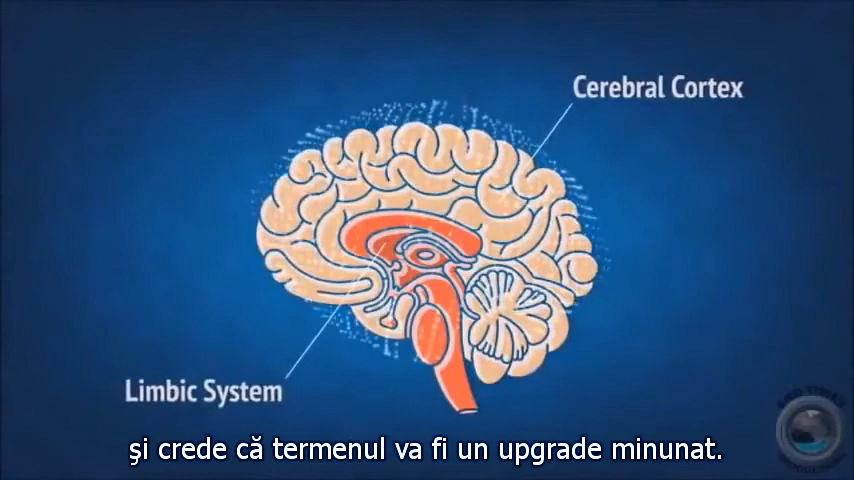 Cerebral Cortex
Limbic System
şi crede că termenul va fi un upgrade minunat.